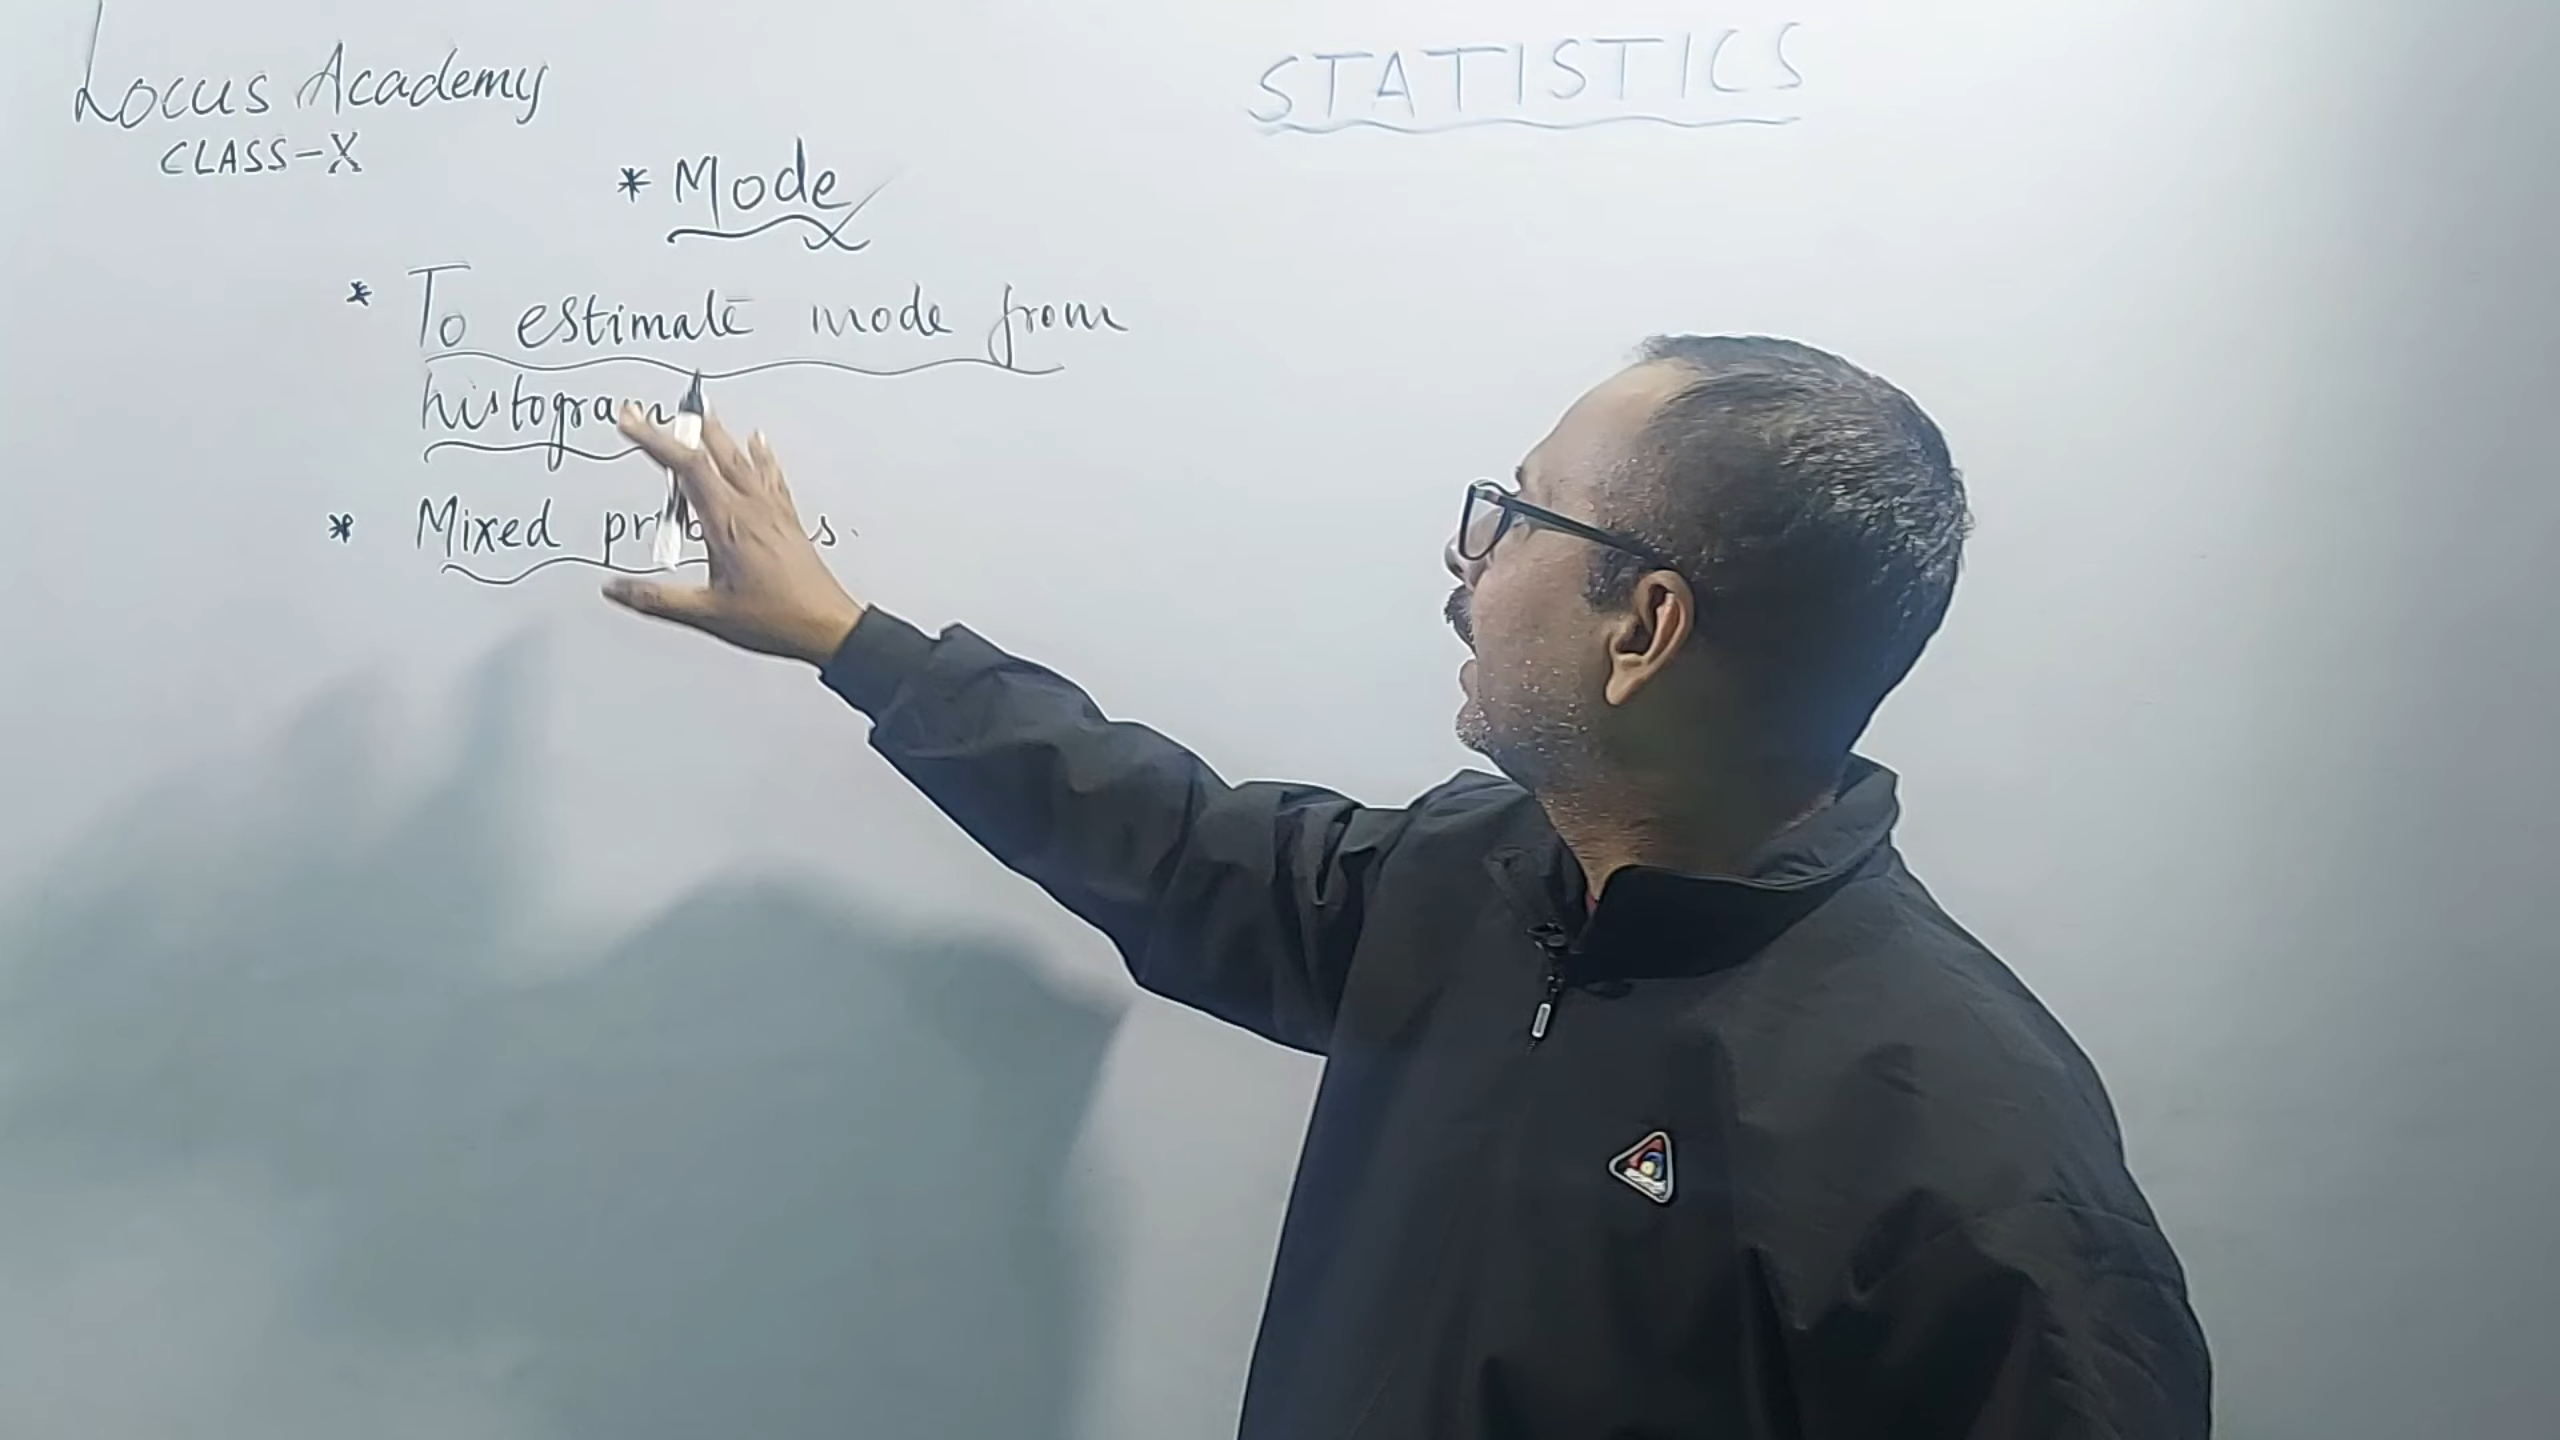 Locus Academy
CLASS-X
STATISTICS
* Mode
* To estimate mode from
histogram
* Mixed